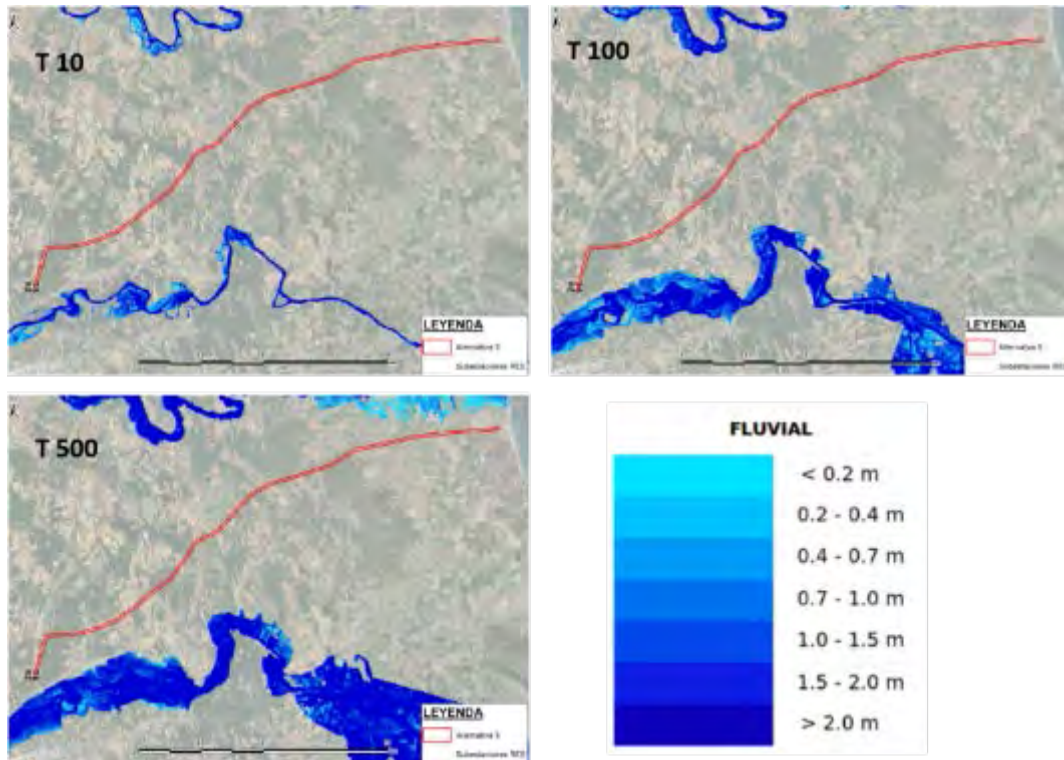 T 10
LEYENDA
T 100
LEYENDA
T 500
LEYENDA
FLUVIAL
< 0.2 m
0.2 - 0.4 m
0.4 - 0.7 m
0.7 - 1.0 m
1.0 - 1.5 m
1.5 - 2.0 m
> 2.0 m